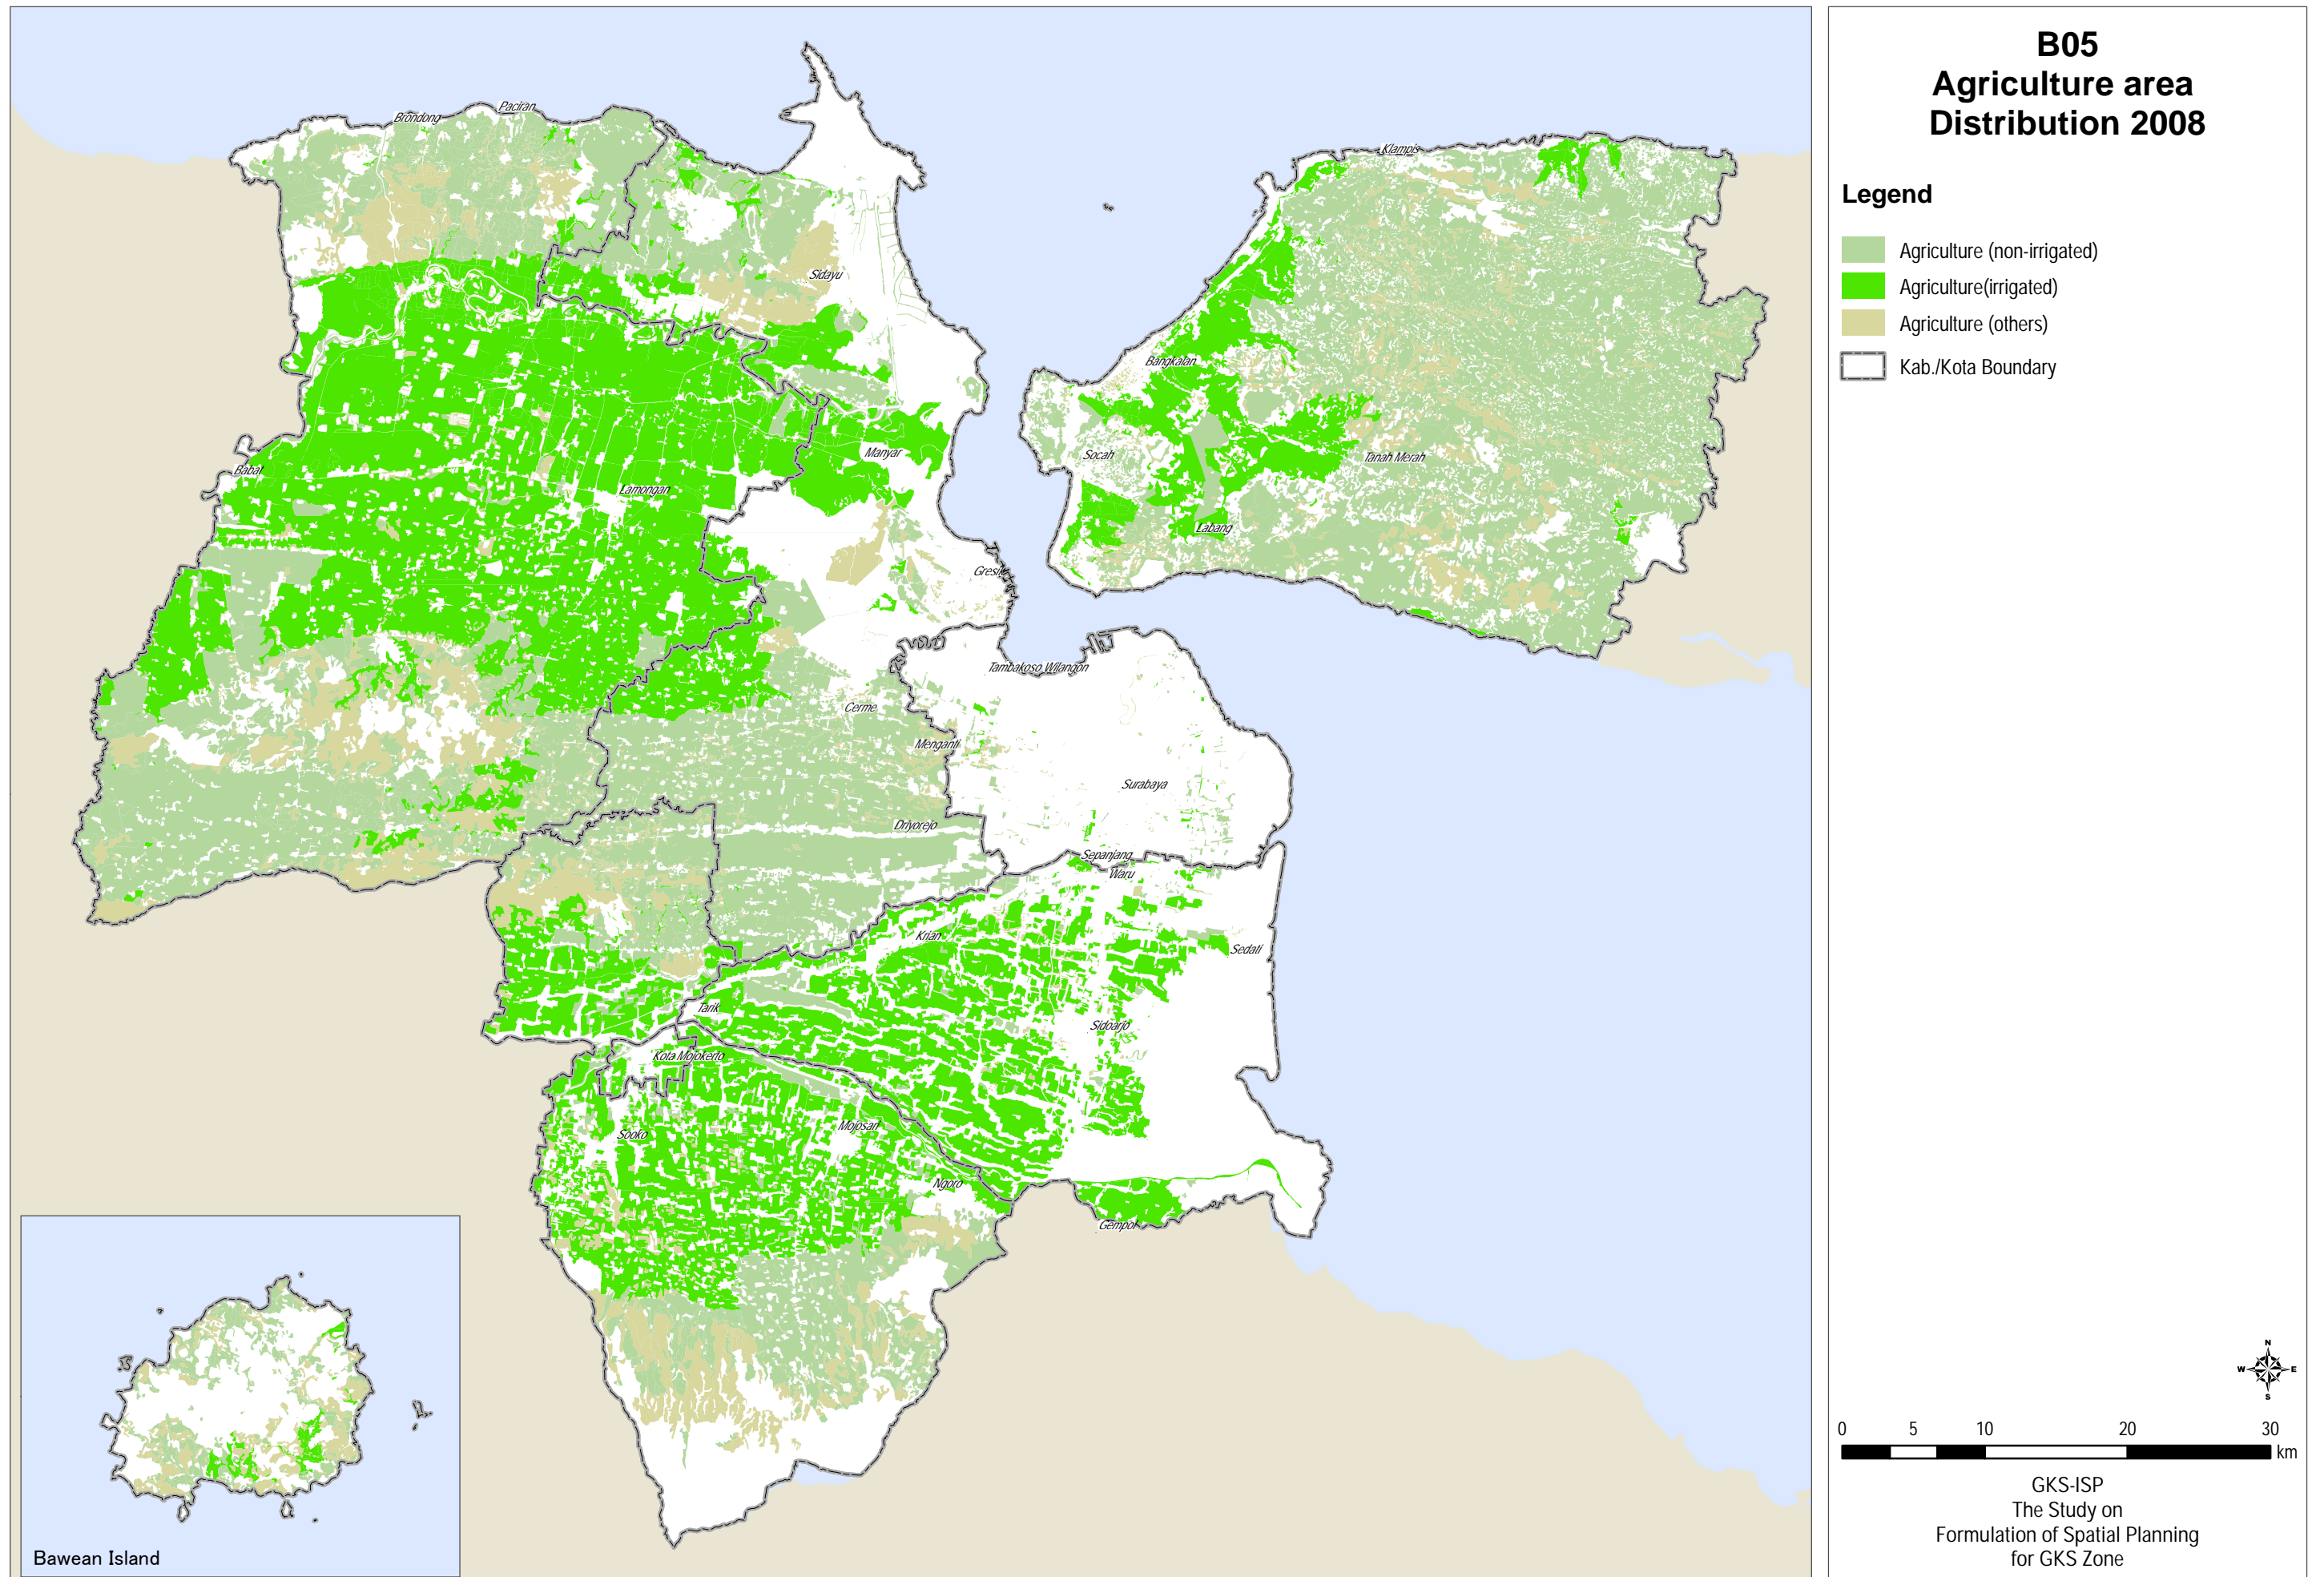 B05
Agriculture area
Distribution 2008
Legend
Agriculture (non-irrigated)
Agriculture(irrigated)
Agriculture (others)
Kab./Kota Boundary
Paciran
Brondong
Klampis
Sidayu
Bangkalan
Manyar
Socah
Tanah Merah
Babat
Lamongan
Labang
Gresik
Tambakoso Wilangon
Cerme
Menganti
Surabaya
Driyorejo
Sepanjang
Waru
Krian
Sedati
Tarik
Sidoarjo
Kota Mojokerto
Sooko
Mojosari
Ngoro
Gempol
Bawean Island
N
W E
S
0 5 10 20 30
km
GKS-ISP
The Study on
Formulation of Spatial Planning
for GKS Zone